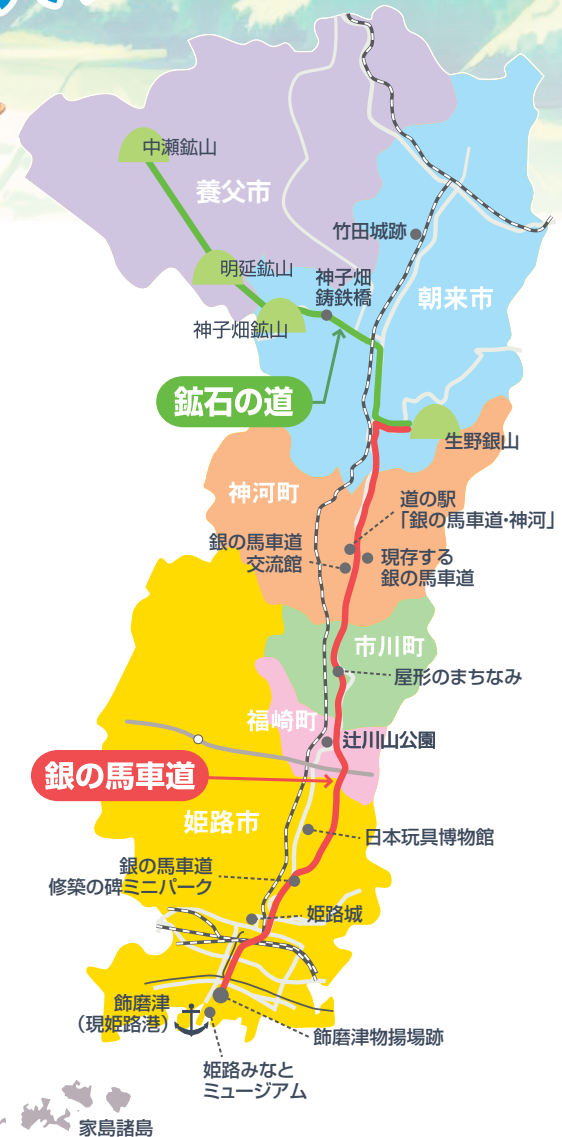 中瀬鉱山
養父市
竹田城跡
明延鉱山
神子畑
鋳鉄橋
朝来市
神子畑鉱山
鉱石の道
生野銀山
神河町
道の駅
「銀の馬車道・神河」
銀の馬車道
交流館
現存する
銀の馬車道
市川町
屋形のまちなみ
福崎町
辻川山公園
銀の馬車道
姫路市
日本玩具博物館
銀の馬車道
修築の碑ミニパーク
姫路城
飾磨津
（現姫路港）
飾磨津物揚場跡
姫路みなと
ミュージアム
家島諸島